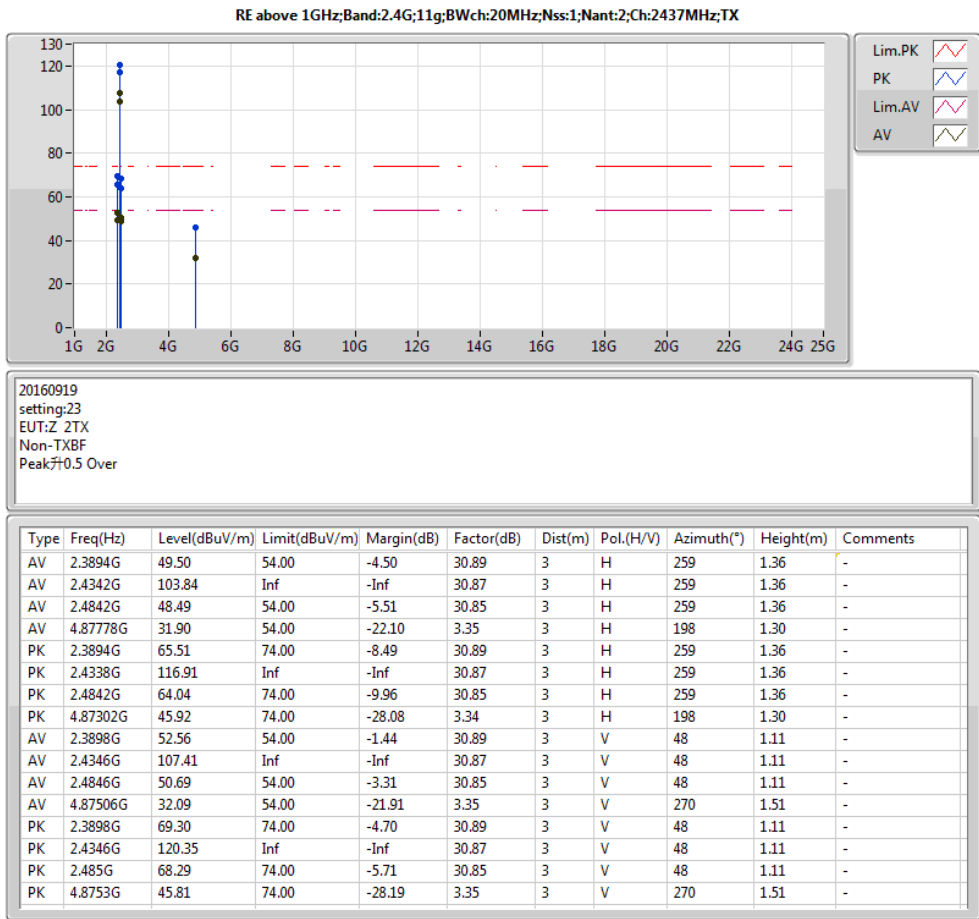 RE above 1GHz;Band:2.4G;11g;BWch:20MHz;Nss:1;Nant:2;Ch:2437MHz;TX
130
120
100
80
60
40
20
0
1G 2G 4G 6G 8G 10G 12G 14G 16G 18G 20G 22G 24G 25G
Lim.PK
PK
Lim.AV
AV
20160919
setting:23
EUT:Z 2TX
Non-TXBF
Peak升0.5 Over
Type Freq(Hz) Level(dBuV/m) Limit(dBuV/m) Margin(dB) Factor(dB) Dist(m) Pol.(H/V) Azimuth(°) Height(m) Comments
AV 2.3894G 49.50 54.00 -4.50 30.89 3 H 259 1.36 -
AV 2.4342G 103.84 Inf -Inf 30.87 3 H 259 1.36 -
AV 2.4842G 48.49 54.00 -5.51 30.85 3 H 259 1.36 -
AV 4.87778G 31.90 54.00 -22.10 3.35 3 H 198 1.30 -
PK 2.3894G 65.51 74.00 -8.49 30.89 3 H 259 1.36 -
PK 2.4338G 116.91 Inf -Inf 30.87 3 H 259 1.36 -
PK 2.4842G 64.04 74.00 -9.96 30.85 3 H 259 1.36 -
PK 4.87302G 45.92 74.00 -28.08 3.34 3 H 198 1.30 -
AV 2.3898G 52.56 54.00 -1.44 30.89 3 V 48 1.11 -
AV 2.4346G 107.41 Inf -Inf 30.87 3 V 48 1.11 -
AV 2.4846G 50.69 54.00 -3.31 30.85 3 V 48 1.11 -
AV 4.87506G 32.09 54.00 -21.91 3.35 3 V 270 1.51 -
PK 2.3898G 69.30 74.00 -4.70 30.89 3 V 48 1.11 -
PK 2.4346G 120.35 Inf -Inf 30.87 3 V 48 1.11 -
PK 2.485G 68.29 74.00 -5.71 30.85 3 V 48 1.11 -
PK 4.8753G 45.81 74.00 -28.19 3.35 3 V 270 1.51 -